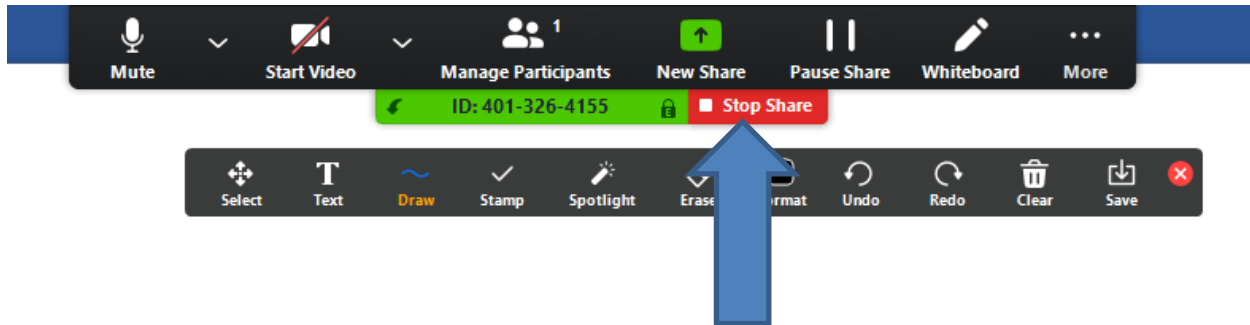 1
Mute Start Video Manage Participants New Share Pause Share Whiteboard More
ID: 401-326-4155 Stop Share
Select Text Draw Stamp Spotlight Undo Redo Clear Save